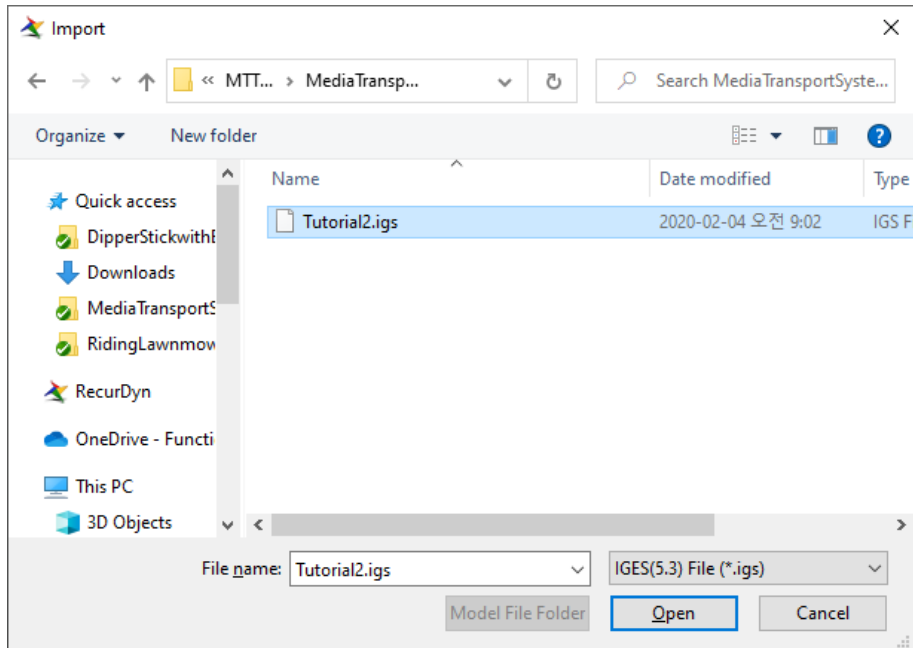 Import
« MTT... › MediaTransp...
Search MediaTransportSyste...
Organize
New folder
?
Name
Date modified
Type
Quick access
DipperStickwithE
Downloads
MediaTransportS
RidingLawnmow
RecurDyn
OneDrive - Functi
This PC
3D Objects
Tutorial2.igs
2020-02-04 오전 9:02
IGS F
File name:
Tutorial2.igs
IGES(5.3) File (*.igs)
Model File Folder
Open
Cancel